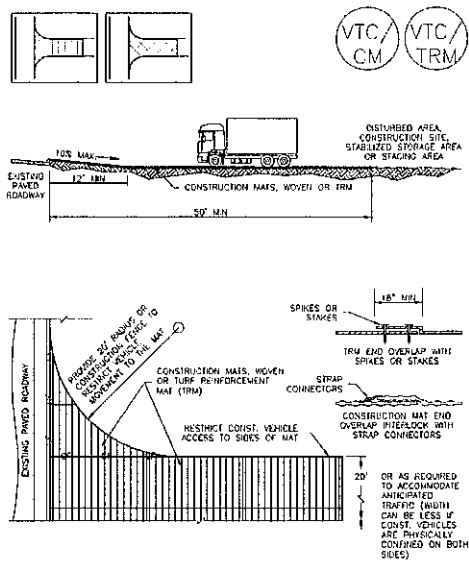 VTC/
CM
VTC/
TRM
DISTURBED AREA,
CONSTRUCTION SITE,
STABILIZED STORAGE AREA
OR STAGING AREA
10% MAX.
EXISTING
PAVED
ROADWAY
12' MIN
CONSTRUCTION MATS, WOVEN OR TRM
50' MIN
PROVIDE 20' RADIUS OR
CONSTRUCTION FENCE TO
RESTRICT VEHICLE
MOVEMENT TO THE MAT
18" MIN
SPIKES OR
STAKES
TRM END OVERLAP WITH
SPIKES OR STAKES
CONSTRUCTION MATS, WOVEN
OR TURF REINFORCEMENT
MAT (TRM)
STRAP
CONNECTORS
CONSTRUCTION MAT END
OVERLAP INTERLOCK WITH
STRAP CONNECTORS
EXISTING PAVED ROADWAY
RESTRICT CONST. VEHICLE
ACCESS TO SIDES OF MAT
20'
OR AS REQUIRED
TO ACCOMMODATE
ANTICIPATED
TRAFFIC (WIDTH
CAN BE LESS IF
CONST. VEHICLES
ARE PHYSICALLY
CONFINED ON BOTH
SIDES)